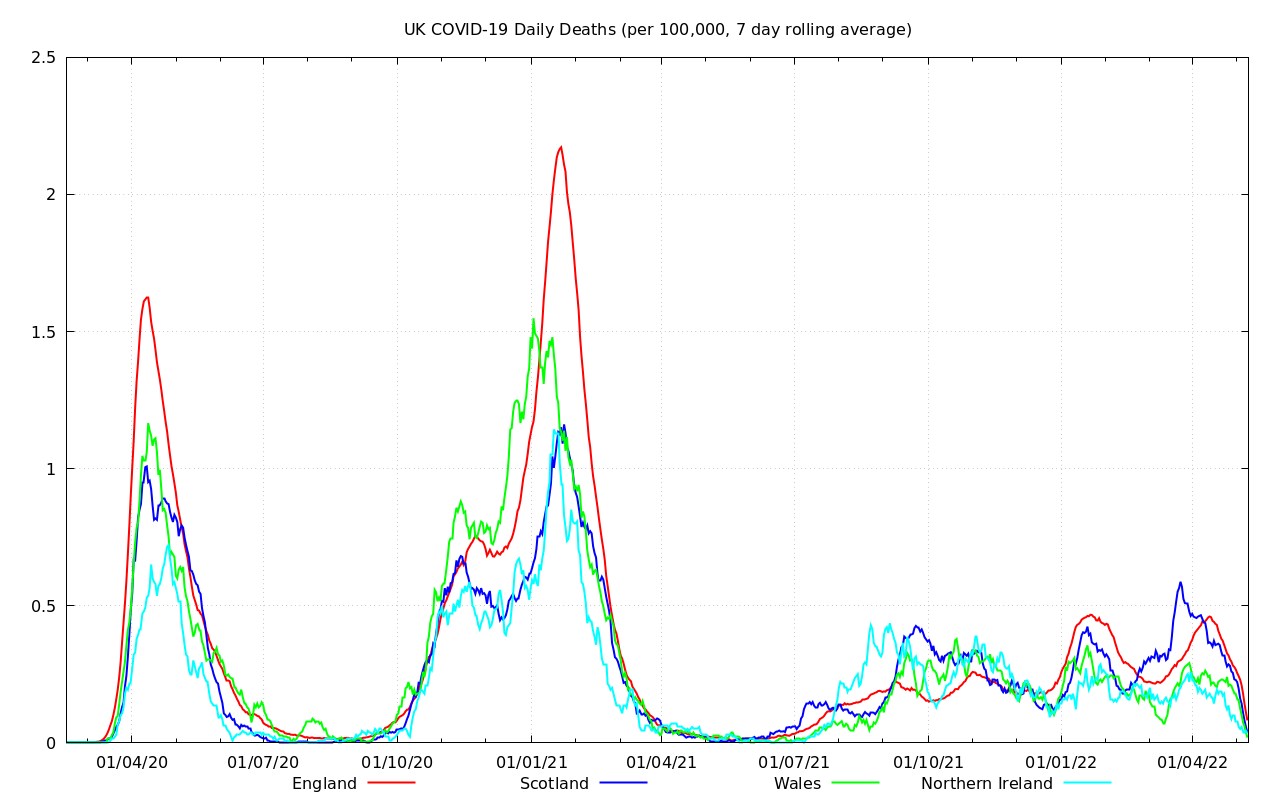 UK COVID-19 Daily Deaths (per 100,000, 7 day rolling average)
2.5
2
1.5
1
0.5
0
01/04/20 01/07/20 01/10/20 01/01/21 01/04/21 01/07/21 01/10/21 01/01/22 01/04/22
England Scotland Wales Northern Ireland